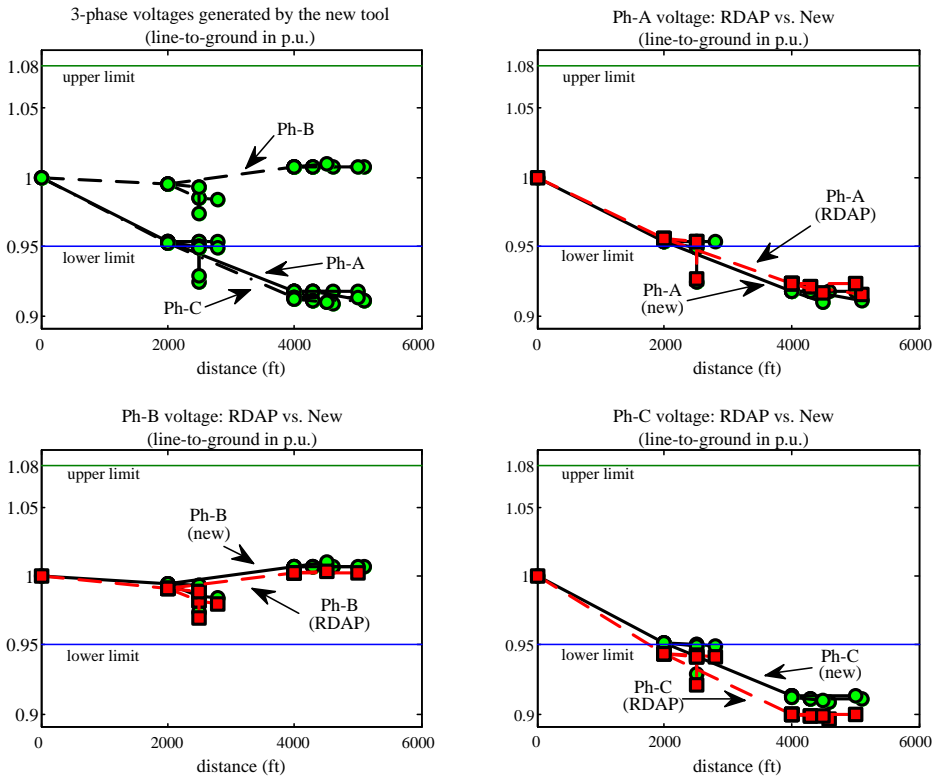 3-phase voltages generated by the new tool
(line-to-ground in p.u.)
1.08
upper limit
1.05
Ph-B
1
0.95
lower limit
Ph-A
Ph-C
0.9
0
2000
4000
6000
distance (ft)
Ph-A voltage: RDAP vs. New
(line-to-ground in p.u.)
1.08
upper limit
1.05
1
Ph-A
(RDAP)
0.95
lower limit
Ph-A
(new)
0.9
0
2000
4000
6000
distance (ft)
Ph-B voltage: RDAP vs. New
(line-to-ground in p.u.)
1.08
upper limit
1.05
Ph-B
(new)
1
Ph-B
(RDAP)
0.95
lower limit
0.9
0
2000
4000
6000
distance (ft)
Ph-C voltage: RDAP vs. New
(line-to-ground in p.u.)
1.08
upper limit
1.05
1
0.95
lower limit
Ph-C
(new)
Ph-C
(RDAP)
0.9
0
2000
4000
6000
distance (ft)